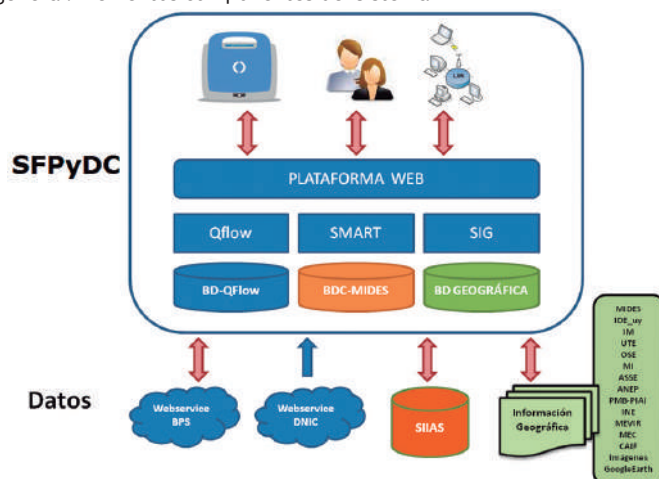 SFPyDC
LAN
PLATAFORMA WEB
Qflow
SMART
SIG
BD-QFlow
BDC-MIDES
BD GEOGRÁFICA
Datos
Webservice
BPS
Webservice
DNIC
SIIAS
Información
Geográfica
MIDES
IDE_uy
IM
UTE
OSE
MI
ASSE
ANEP
PMB-PIAI
INE
MEVIR
MEC
CAIF
Imágenes
GoogleEarth